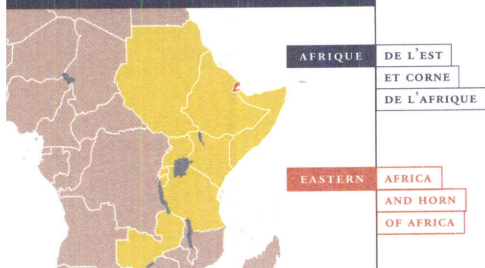 AFRIQUE DE L'EST
ET CORNE
DE L'AFRIQUE
EASTERN AFRICA
AND HORN
OF AFRICA